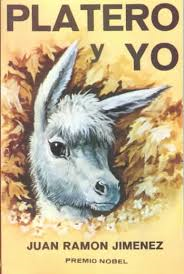 PLATERO
y YO
JUAN RAMON JIMENEZ
PREMIO NOBEL